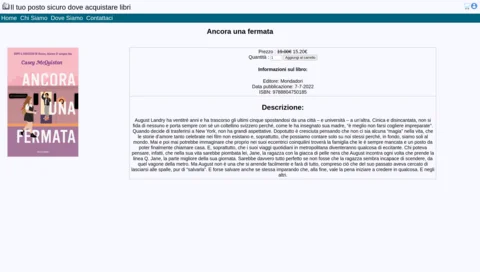 Il tuo posto sicuro dove acquistare libri
Home Chi Siamo Dove Siamo Contattaci
Ancora una fermata
Casey McQuiston
ANCORA
UNA
FERMATA
Prezzo : 16.00€ 15.20€
Quantità : 1 Aggiungi al carrello
Informazioni sul libro:
Editore: Mondadori
Data pubblicazione: 7-7-2022
ISBN: 9788804750185
Descrizione:
August Landry ha ventitré anni e ha trascorso gli ultimi cinque spostandosi da una città – e università – a un'altra. Cinica e disincantata, non si
fida di nessuno e porta sempre con sé un coltellino svizzero perché, come le ha insegnato sua madre, "è meglio non farsi cogliere impreparate".
Quando decide di trasferirsi a New York, non ha grandi aspettative. Dopotutto è cresciuta pensando che non ci sia alcuna "magia" nella vita, che
le storie d'amore tanto celebrate nei film non esistano e, soprattutto, che possiamo contare solo su noi stessi perché, in fondo, siamo soli al
mondo. Mai e poi mai potrebbe immaginare che proprio nei suoi eccentrici coinquilini troverà la famiglia che le è sempre mancata e un posto da
poter finalmente chiamare casa. E, soprattutto, che i suoi viaggi quotidiani in metropolitana diventeranno qualcosa di eccitante. Chi poteva
pensare, infatti, che nella sua vita sarebbe piombata lei, Jane, la ragazza con la giacca di pelle nera che August incontra ogni volta che prende la
linea Q. Jane, la parte migliore della sua giornata. Sarebbe davvero tutto perfetto se non fosse che la ragazza sembra incapace di scendere, da
quel vagone della metro. Ma August non è una che si arrende facilmente e farà di tutto, compreso ciò che del suo passato aveva cercato di
lasciarsi alle spalle, pur di "salvarla". E forse salvare anche se stessa imparando che, alla fine, vale la pena iniziare a credere in qualcosa. E negli
altri.